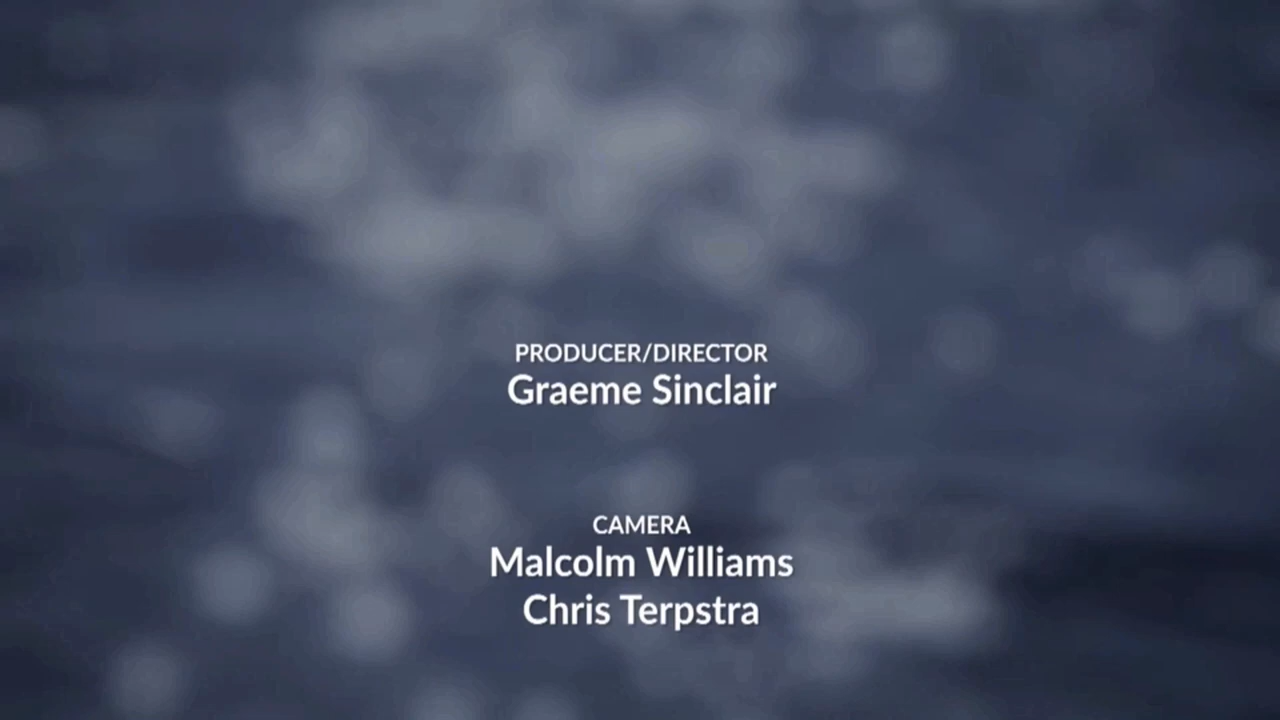 PRODUCER/DIRECTOR
Graeme Sinclair
CAMERA
Malcolm Williams
Chris Terpstra